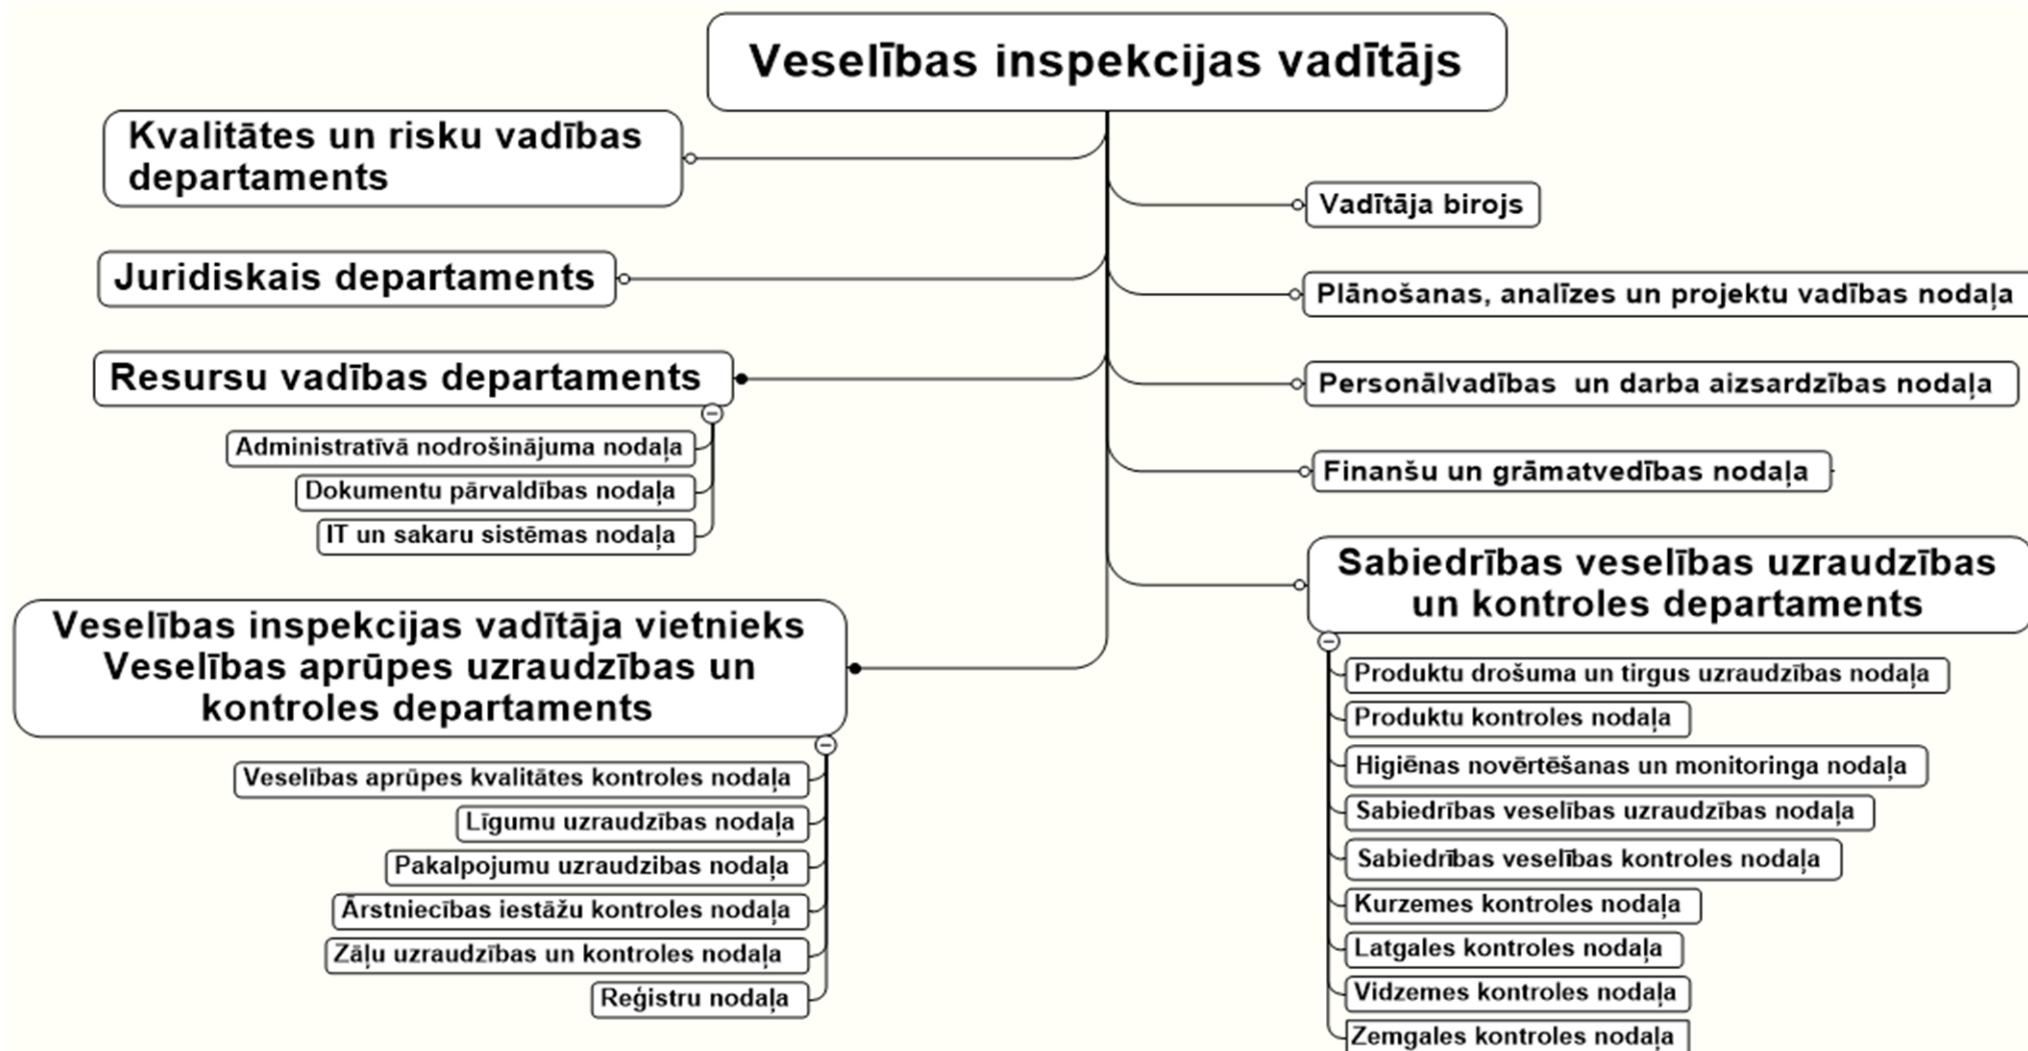 Veselības inspekcijas vadītājs
Kvalitātes un risku vadības
departaments
Juridiskais departaments
Resursu vadības departaments
Administratīvā nodrošinājuma nodaļa
Dokumentu pārvaldības nodaļa
IT un sakaru sistēmas nodaļa
Veselības inspekcijas vadītāja vietnieks
Veselības aprūpes uzraudzības un
kontroles departaments
Veselības aprūpes kvalitātes kontroles nodaļa
Līgumu uzraudzības nodaļa
Pakalpojumu uzraudzibas nodaļa
Ārstniecības iestāžu kontroles nodaļa
Zāļu uzraudzības un kontroles nodaļa
Reģistru nodaļa
Vadītāja birojs
Plānošanas, analīzes un projektu vadības nodaļa
Personālvadības un darba aizsardzības nodaļa
Finanšu un grāmatvedības nodaļa
Sabiedrības veselības uzraudzības
un kontroles departaments
Produktu drošuma un tirgus uzraudzības nodaļa
Produktu kontroles nodaļa
Higiēnas novērtēšanas un monitoringa nodaļa
Sabiedrības veselības uzraudzības nodaļa
Sabiedrības veselības kontroles nodaļa
Kurzemes kontroles nodaļa
Latgales kontroles nodaļa
Vidzemes kontroles nodaļa
Zemgales kontroles nodaļa